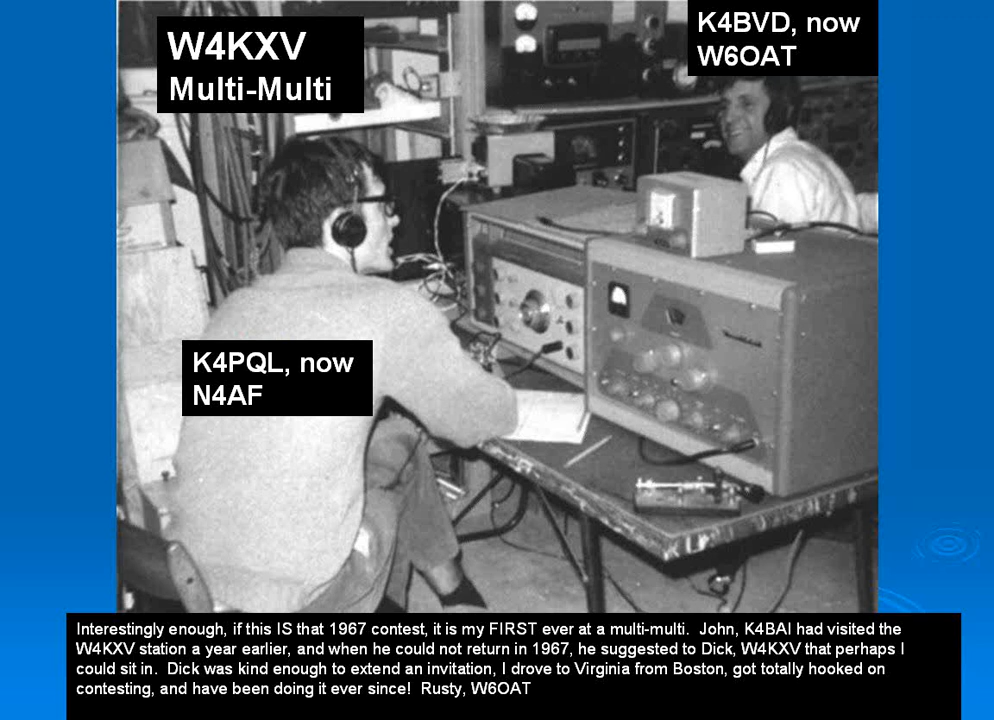 W4KXV
Multi-Multi
K4BVD, now
W6OAT
K4PQL, now
N4AF
Interestingly enough, if this IS that 1967 contest, it is my FIRST ever at a multi-multi.  John, K4BAI had visited the
W4KXV station a year earlier, and when he could not return in 1967, he suggested to Dick, W4KXV that perhaps I
could sit in.  Dick was kind enough to extend an invitation, I drove to Virginia from Boston, got totally hooked on
contesting, and have been doing it ever since!  Rusty, W6OAT